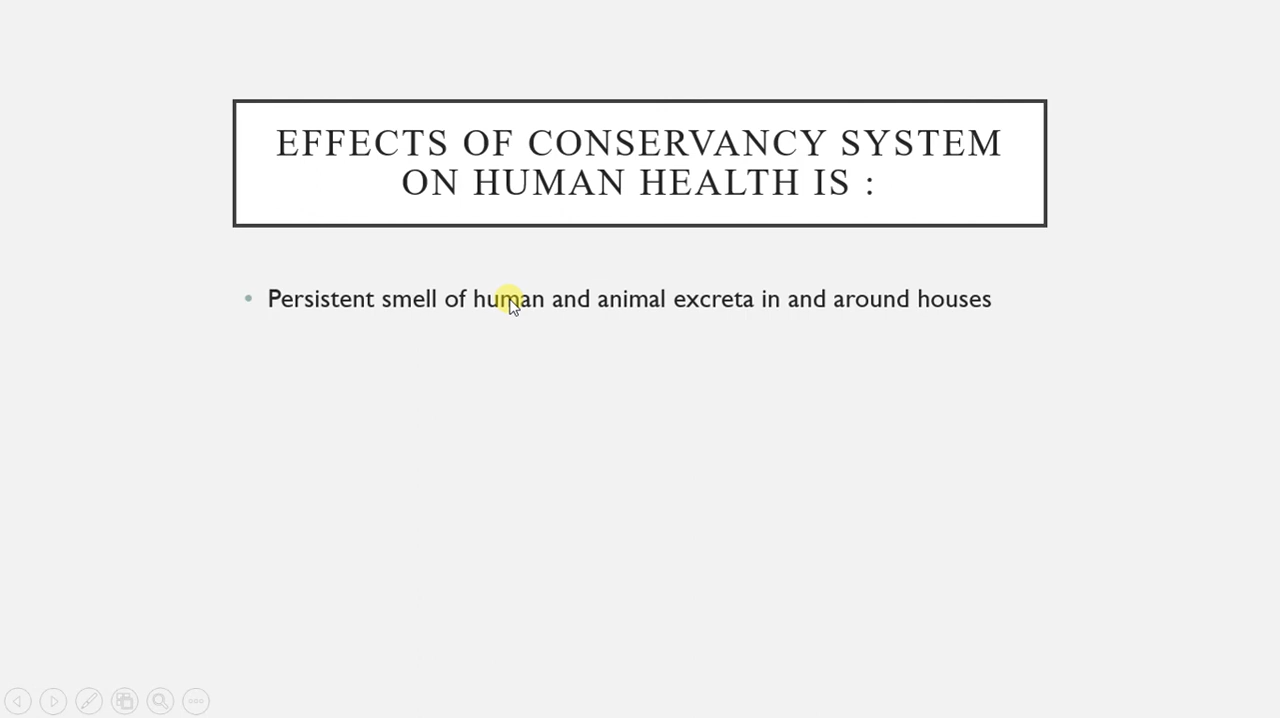 EFFECTS OF CONSERVANCY SYSTEM
ON HUMAN HEALTH IS :
• Persistent smell of human and animal excreta in and around houses